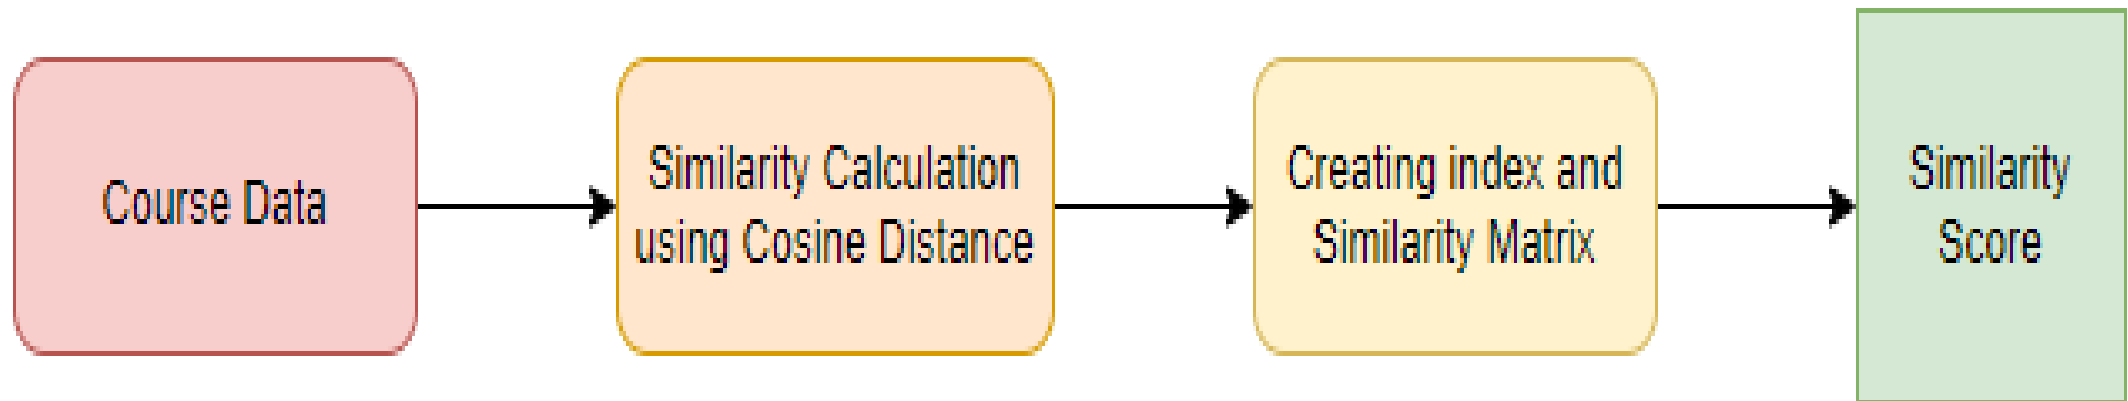 Course Data
Similarity Calculation
using Cosine Distance
Creating index and
Similarity Matrix
Similarity
Score